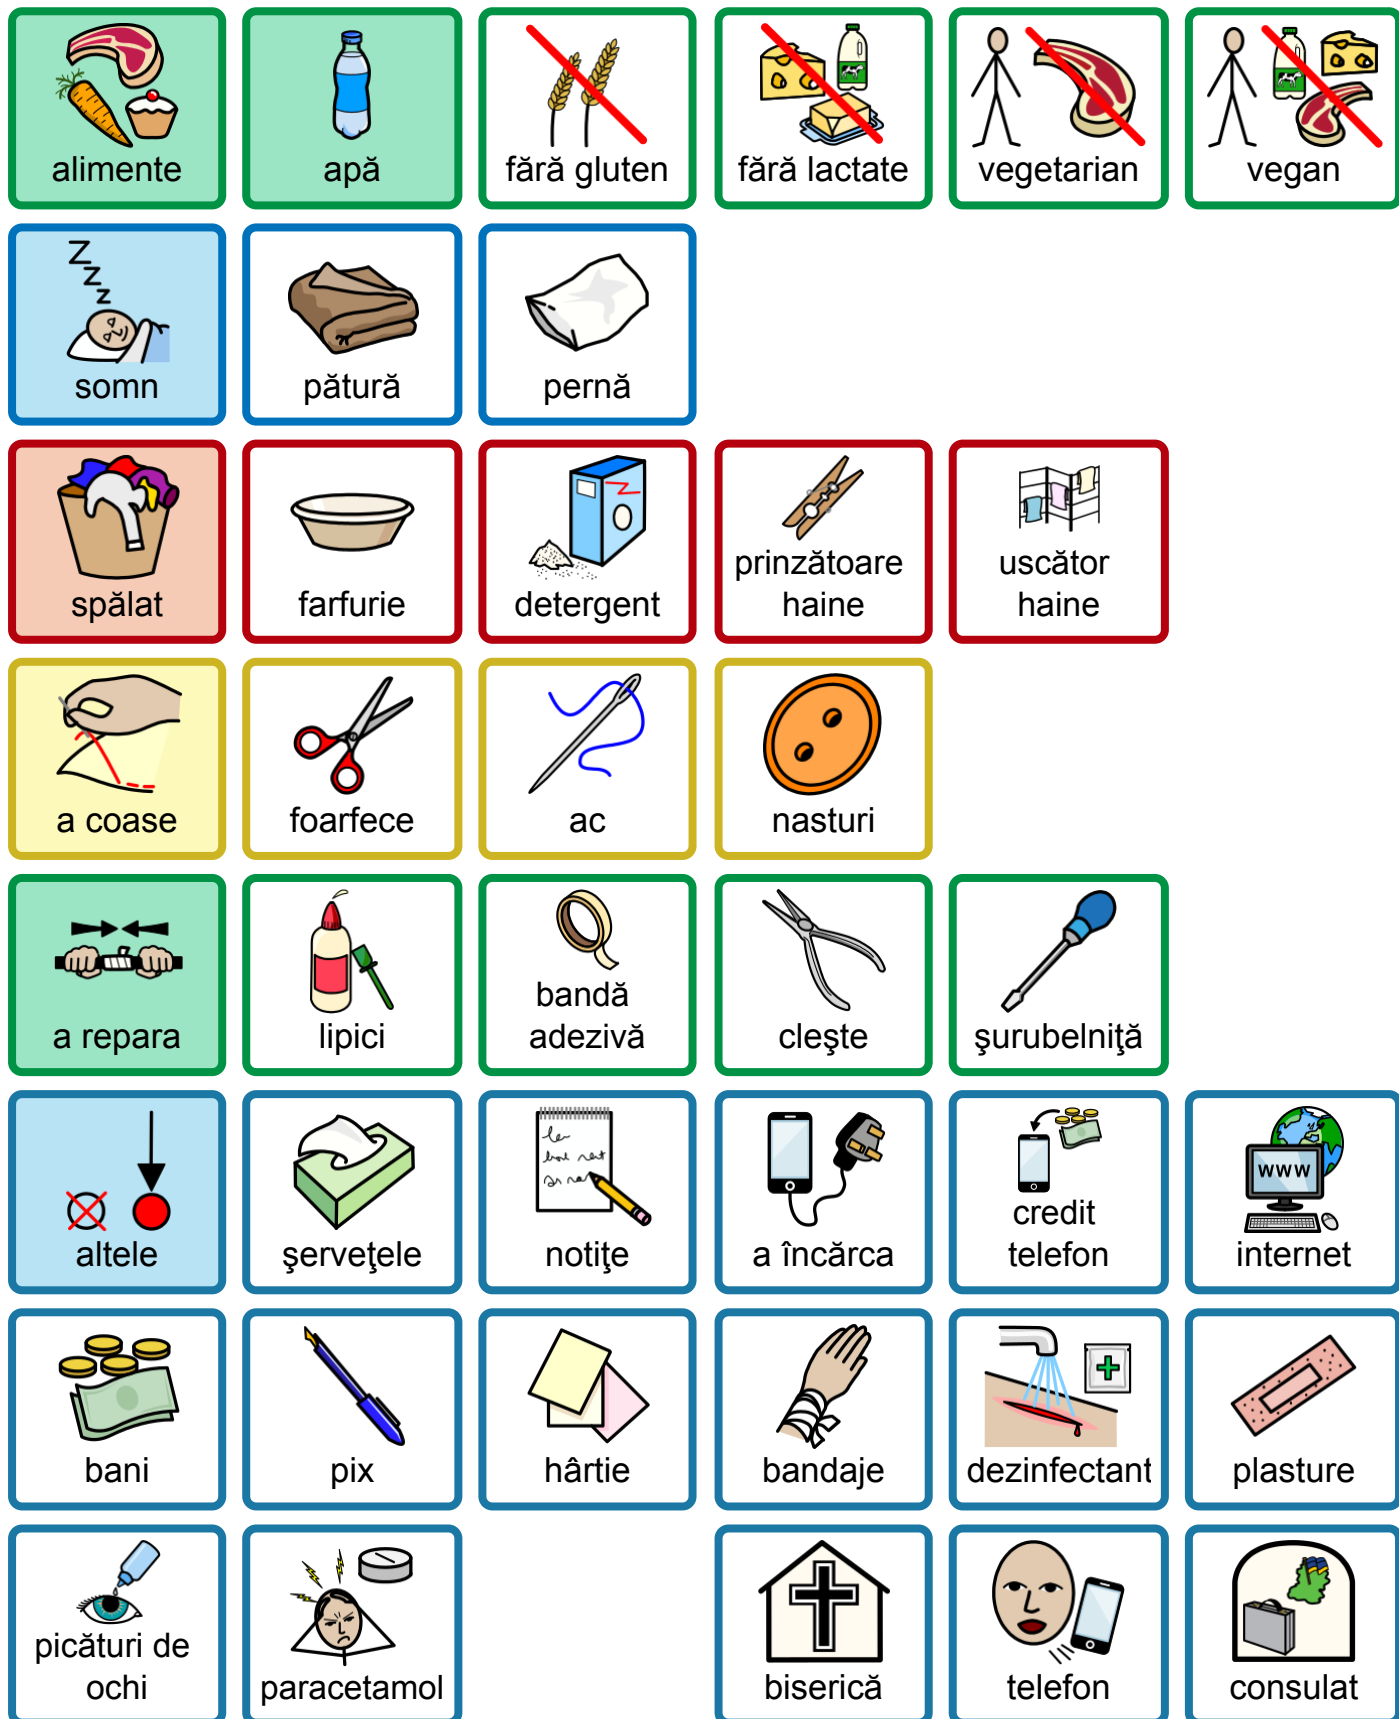 alimente
apă
fără gluten
fără lactate
vegetarian
vegan
somn
pătură
pernă
spălat
farfurie
detergent
prinzătoare
haine
uscător
haine
a coase
foarfece
ac
nasturi
a repara
lipici
bandă
adezivă
cleşte
şurubelniţă
altele
şerveţele
notiţe
a încărca
credit
telefon
www
internet
bani
pix
hârtie
bandaje
dezinfectant
plasture
picături de
ochi
paracetamol
biserică
telefon
consulat